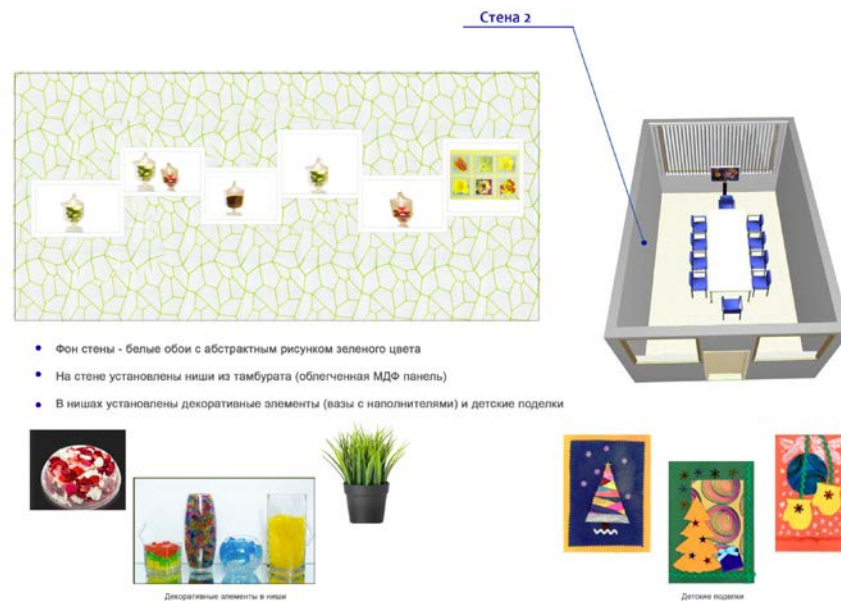 Стена 2
Фон стены - белые обои с абстрактным рисунком зеленого цвета
На стене установлены ниши из тамбурата (облегченная МДФ панель)
В нишах установлены декоративные элементы (вазы с наполнителями) и детские поделки
Декоративные элементы в ниши
Детские поделки